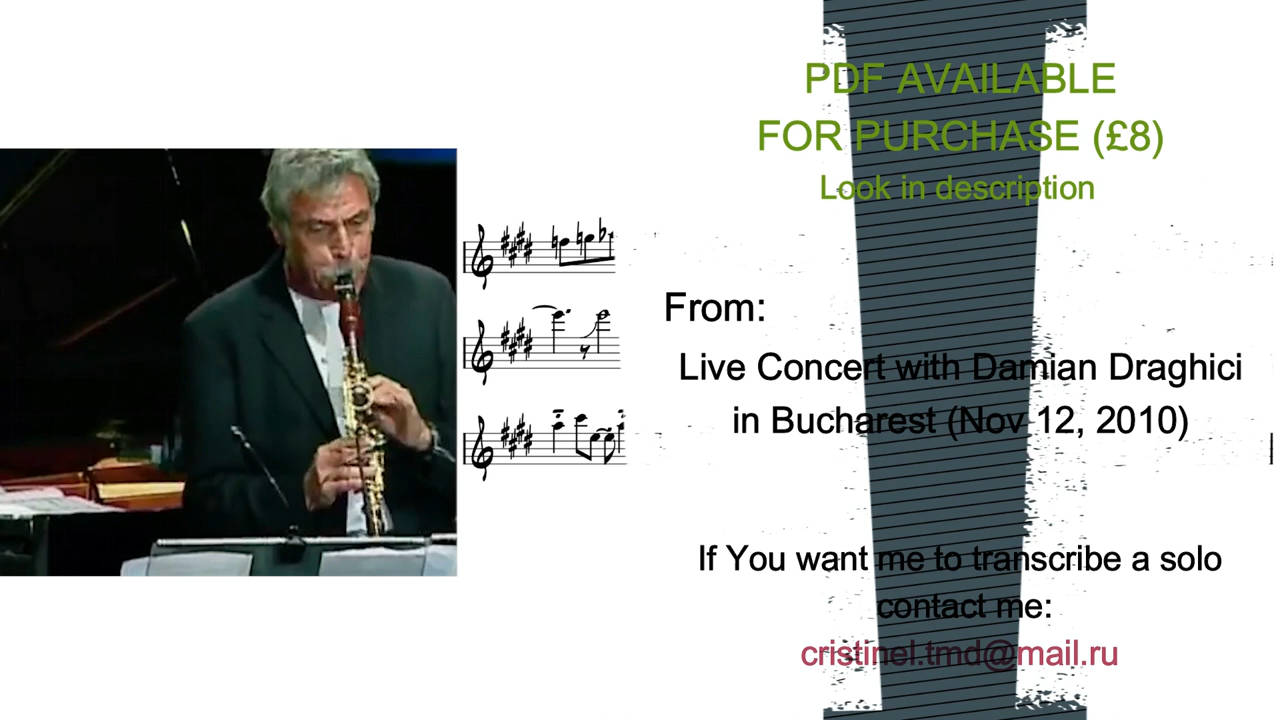 PDF AVAILABLE
FOR PURCHASE (£8)
Look in description
From:
Live Concert with Damian Draghici
in Bucharest (Nov 12, 2010)
If You want me to transcribe a solo
contact me:
cristinel.tmd@mail.ru